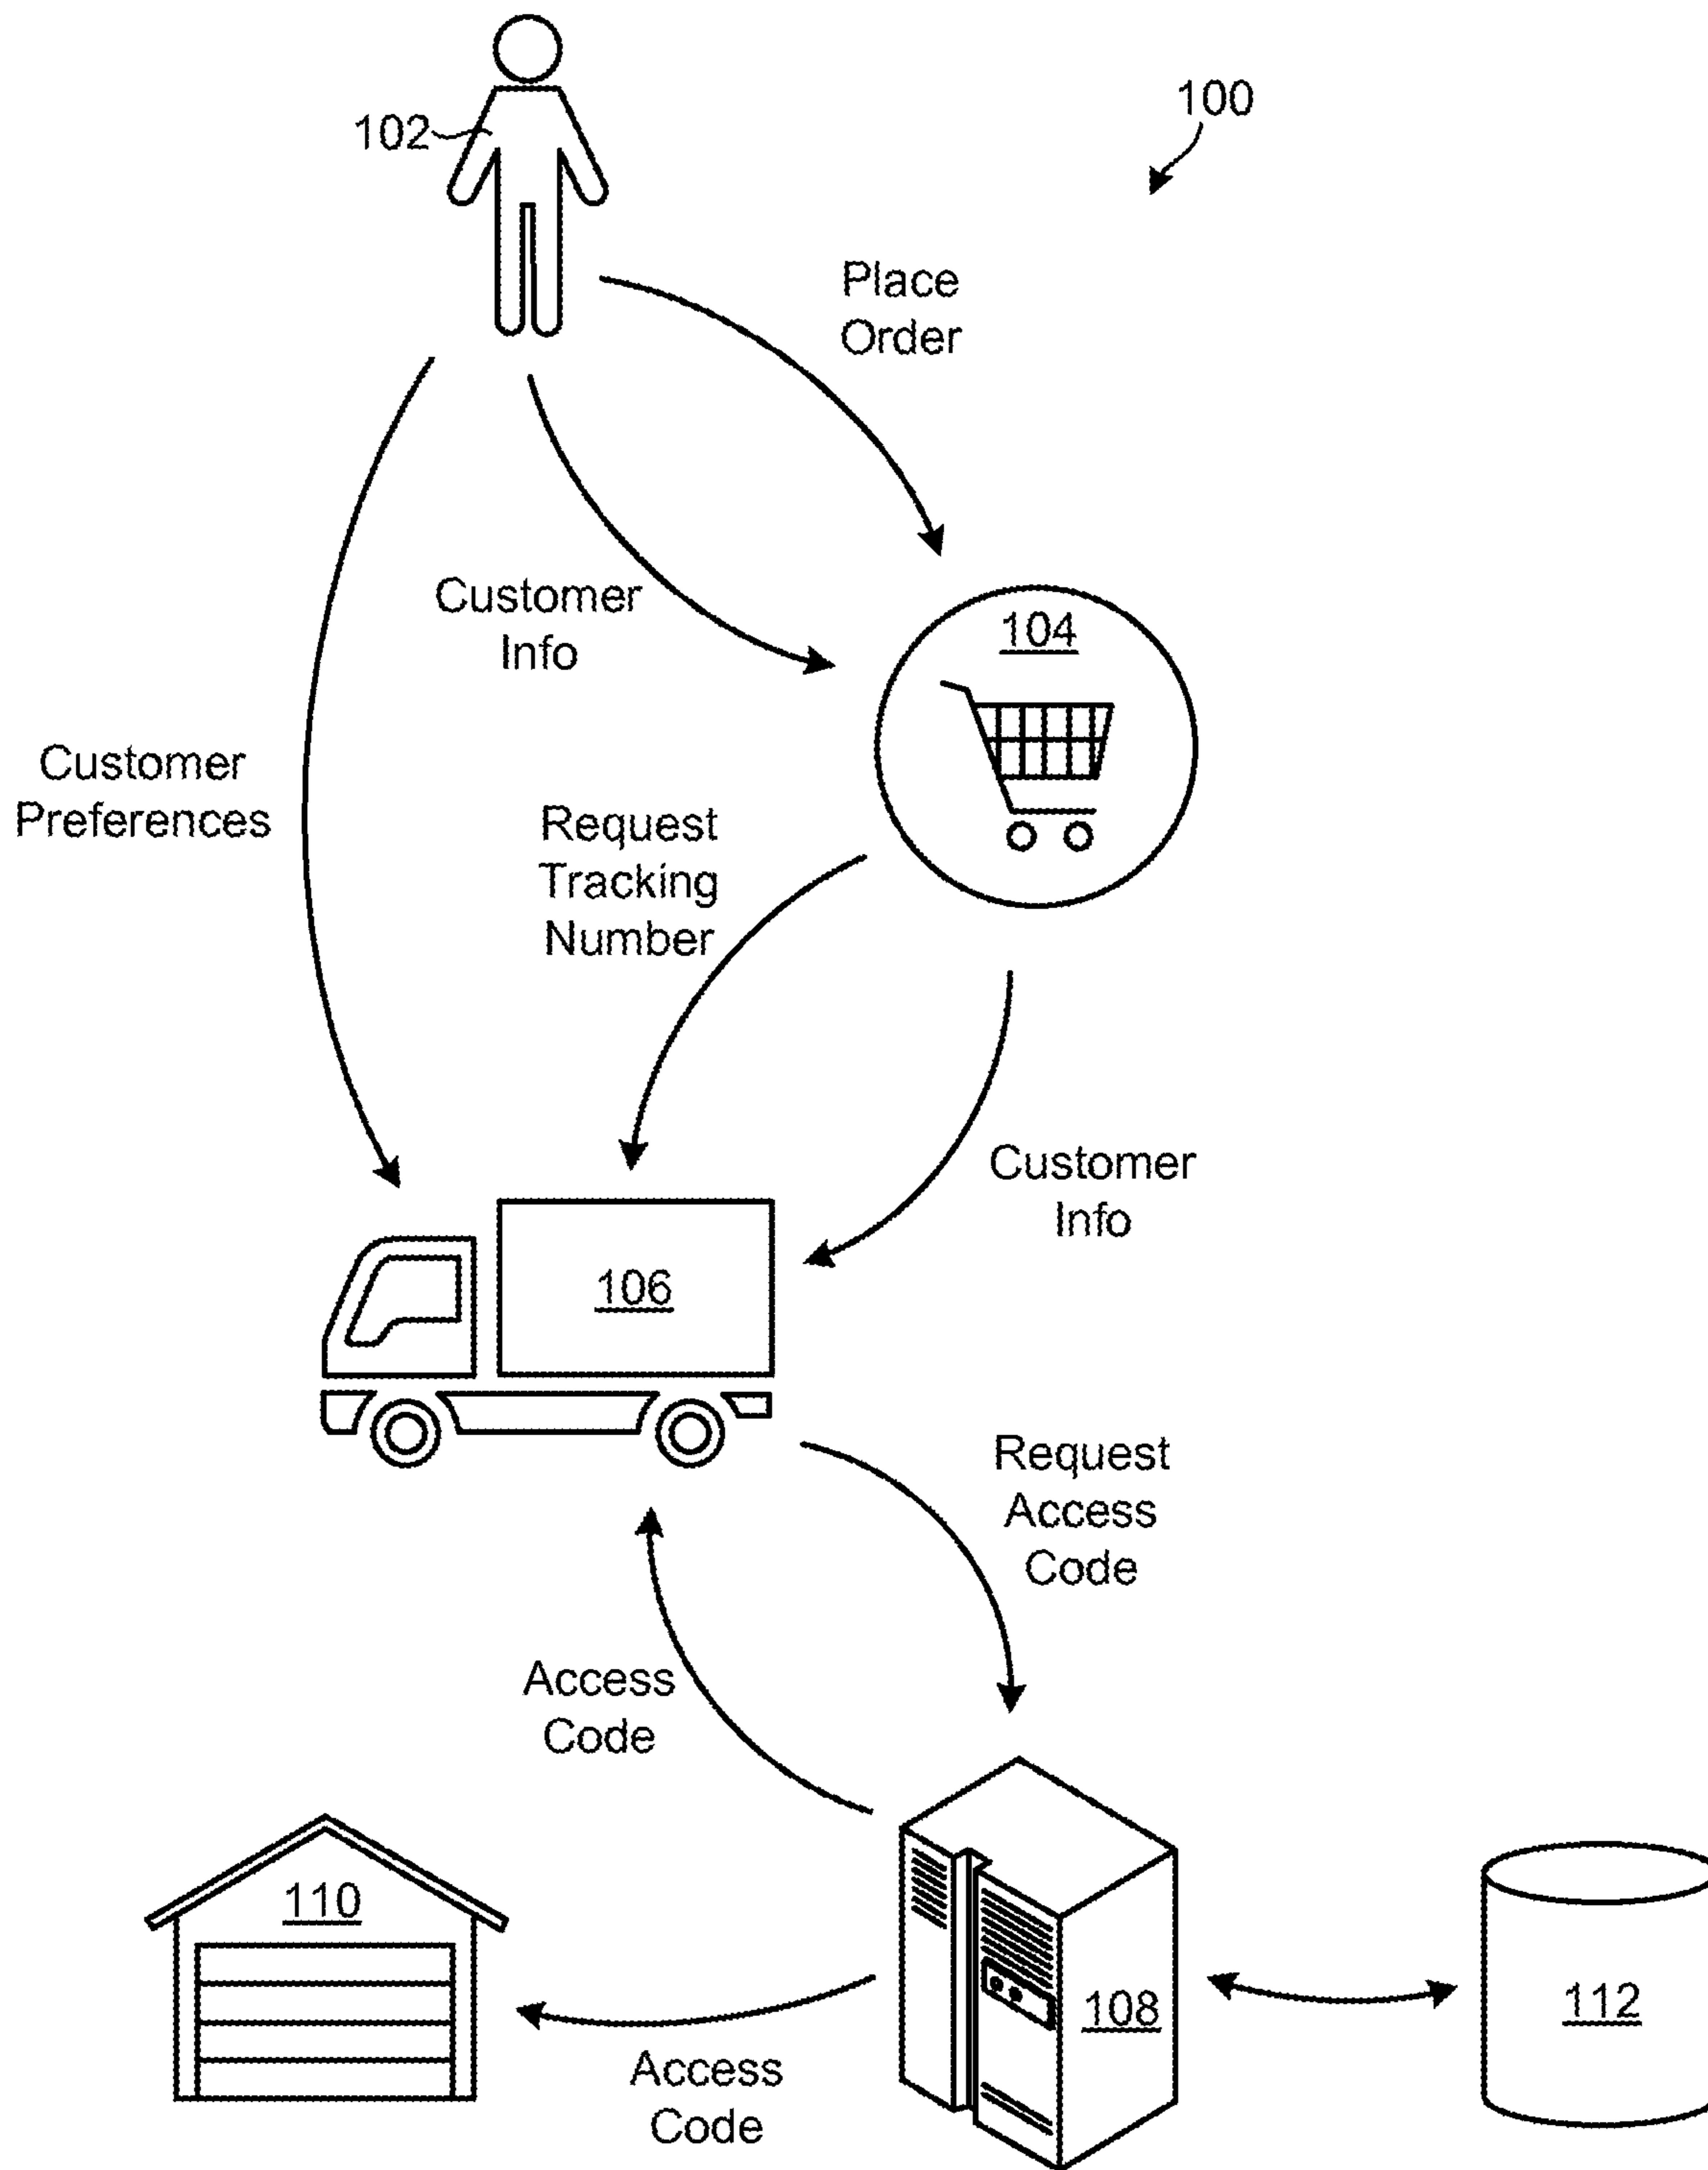 100
102
Place
Order
Customer
Info
104
Customer
Preferences
Request
Tracking
Number
Customer
Info
106
Request
Access
Code
Access
Code
110
108
112
Access
Code